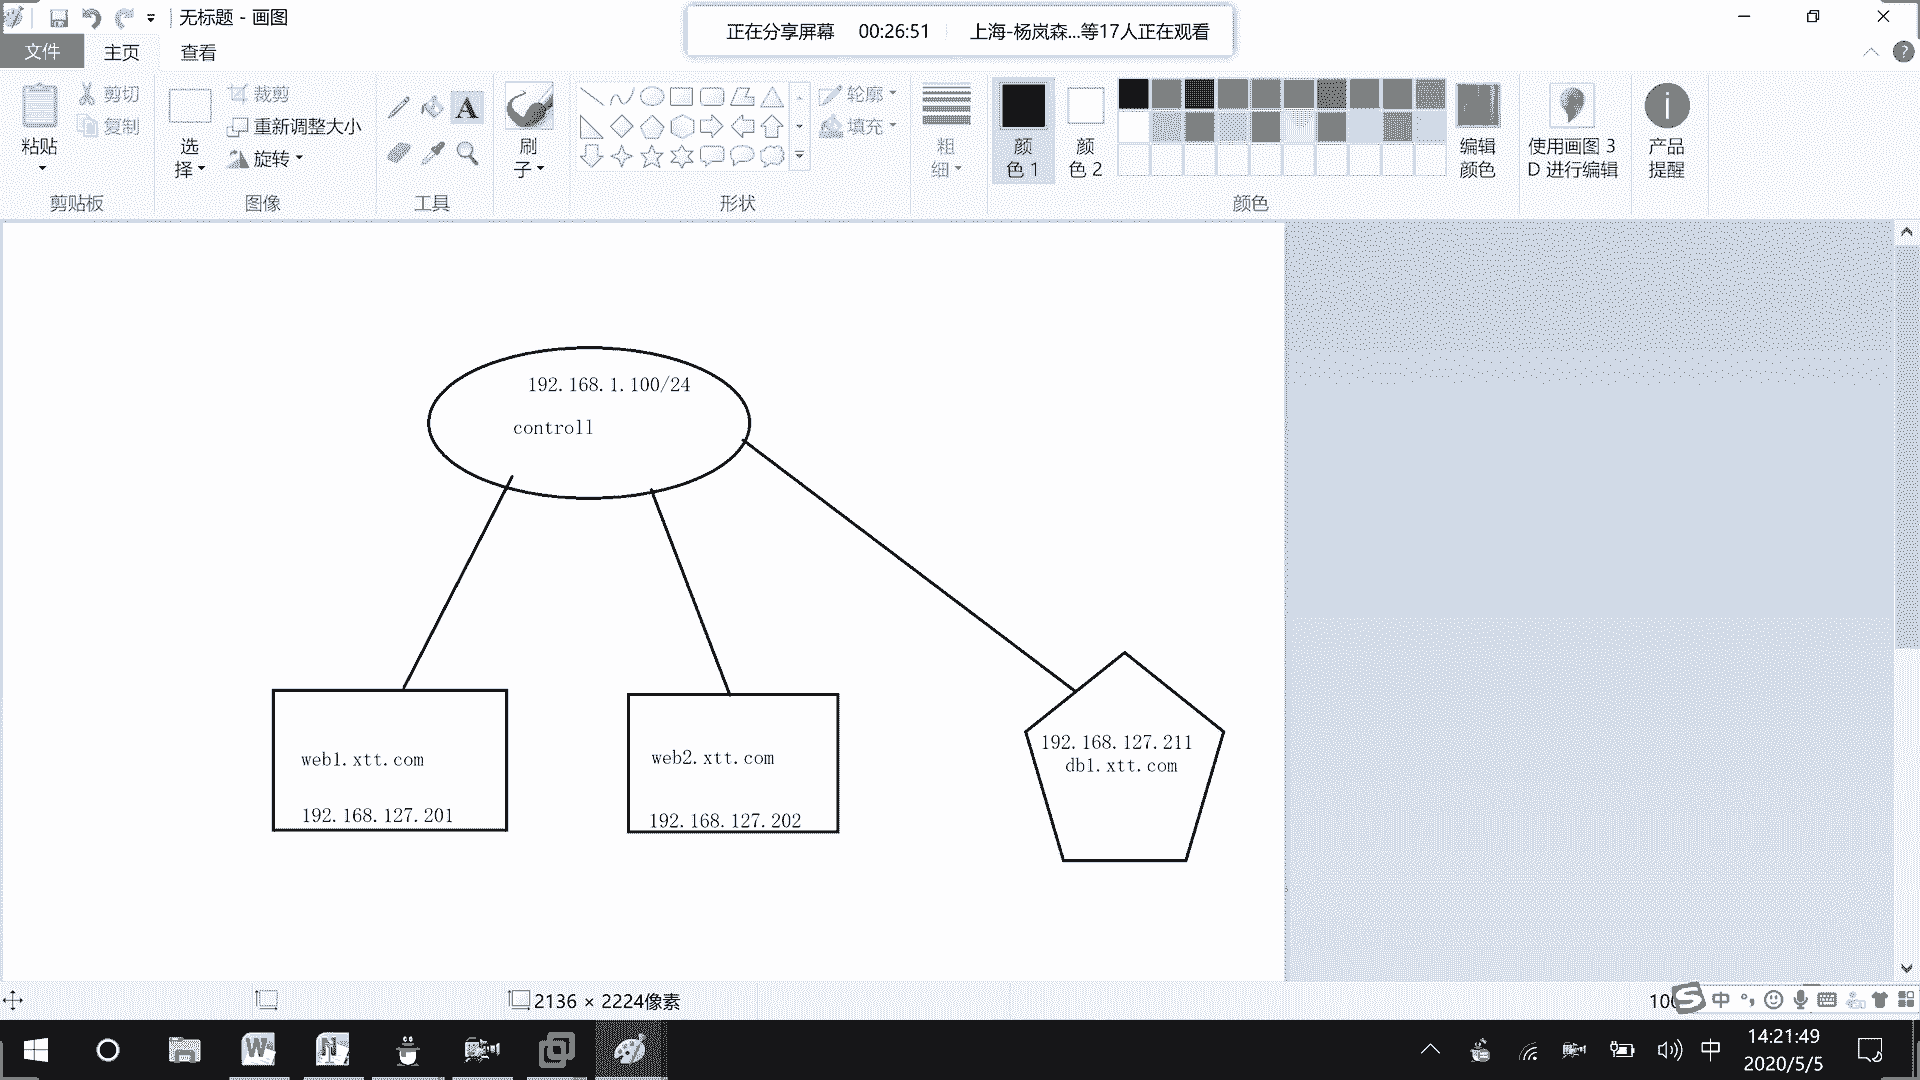 无标题 - 画图
正在分享屏幕 00:26:51 上海-杨岚森...等17人正在观看
文件 主页 查看
粘贴
剪切
复制
剪贴板
选择
裁剪
重新调整大小
旋转
图像
A
工具
刷子
形状
轮廓
填充
粗细
颜色 1
颜色 2
颜色
编辑颜色
使用画图 3D 进行编辑
产品提醒
192.168.1.100/24
controll
web1.xtt.com
192.168.127.201
web2.xtt.com
192.168.127.202
192.168.127.211
db1.xtt.com
2136 × 2224像素
中
中
14:21:49
2020/5/5